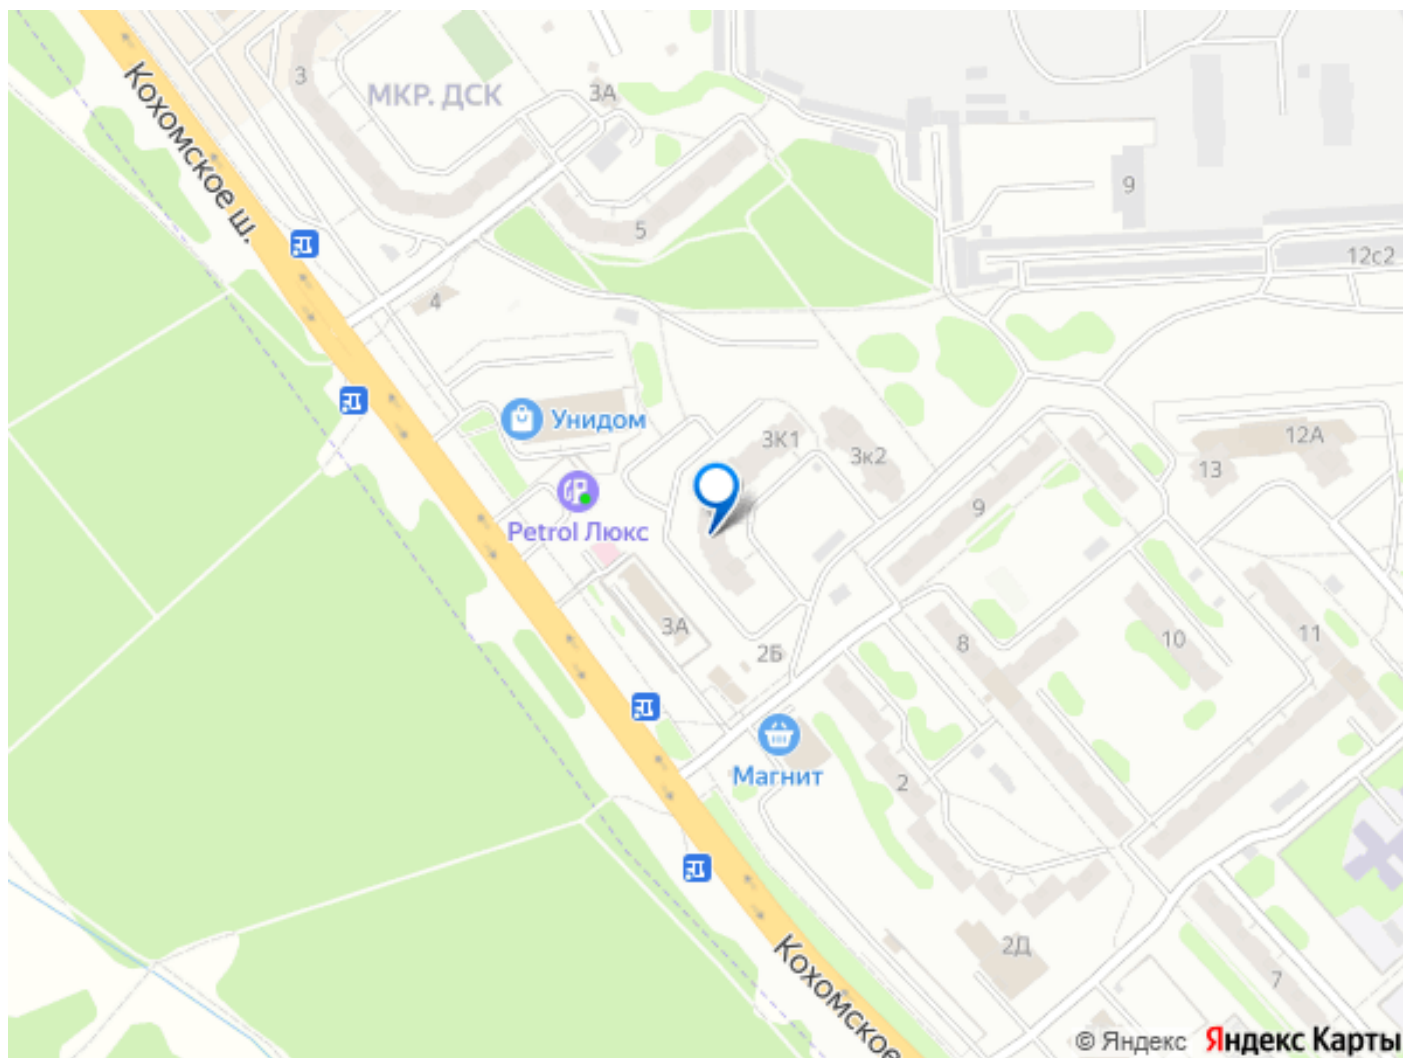 Кохомское ш.
3
МКР. ДСК
3А
5
4
9
12с2
Унидом
3К1
3к2
12А
13
9
Petrol Люкс
3А
2Б
8
10
11
Магнит
2
2Д
7
Кохомское
© Яндекс Яндекс Карты